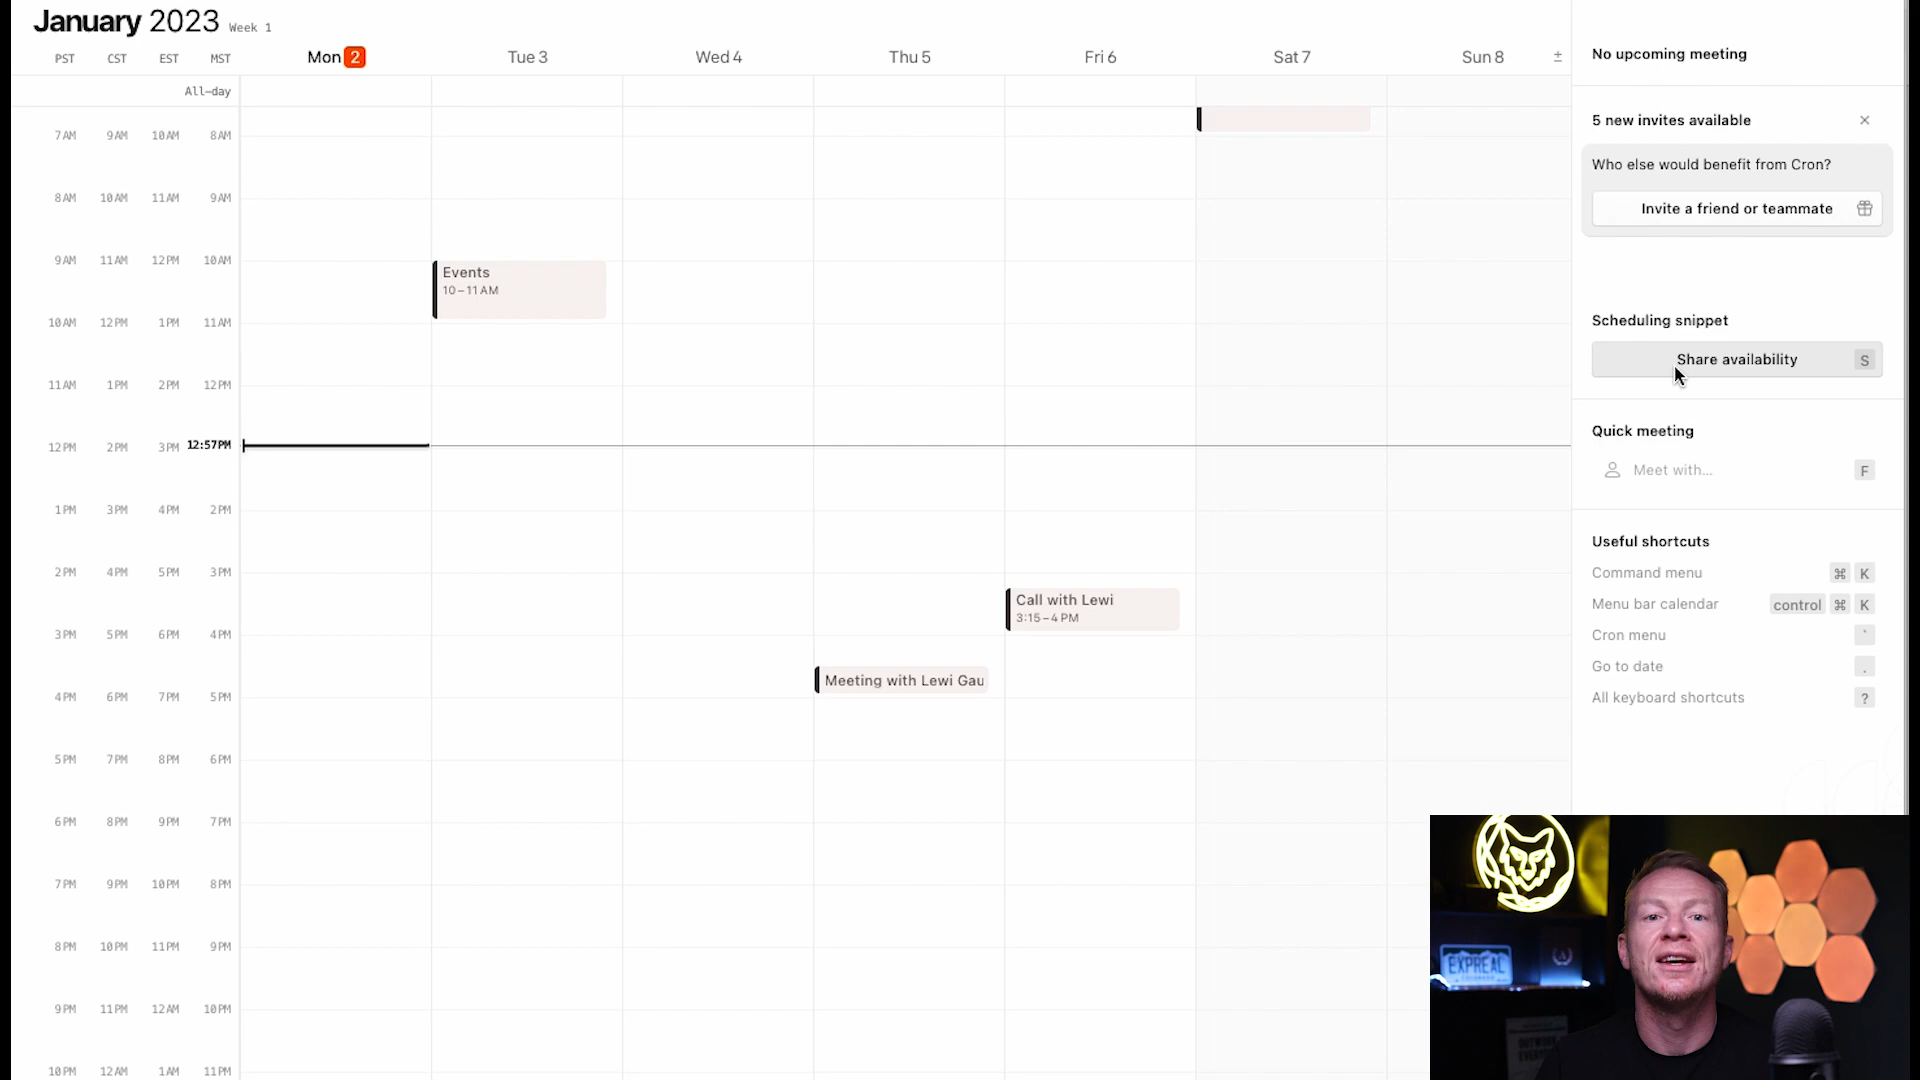 January 2023 Week 1
PST CST EST MST Mon 2 Tue 3 Wed 4 Thu 5 Fri 6 Sat 7 Sun 8 ±
All–day
7AM 9AM 10AM 8AM
8AM 10AM 11AM 9AM
9AM 11AM 12PM 10AM
10AM 12PM 1PM 11AM
11AM 1PM 2PM 12PM
12PM 2PM 3PM 12:57PM
1PM 3PM 4PM 2PM
2PM 4PM 5PM 3PM
3PM 5PM 6PM 4PM
4PM 6PM 7PM 5PM
5PM 7PM 8PM 6PM
6PM 8PM 9PM 7PM
7PM 9PM 10PM 8PM
8PM 10PM 11PM 9PM
9PM 11PM 12AM 10PM
10PM 12AM 1AM 11PM
Events
10–11AM
Call with Lewi
3:15–4PM
Meeting with Lewi Gau
No upcoming meeting
5 new invites available ×
Who else would benefit from Cron?
Invite a friend or teammate
Scheduling snippet
Share availability S
Quick meeting
Meet with... F
Useful shortcuts
Command menu ⌘ K
Menu bar calendar control ⌘ K
Cron menu `
Go to date .
All keyboard shortcuts ?
EXPREAL